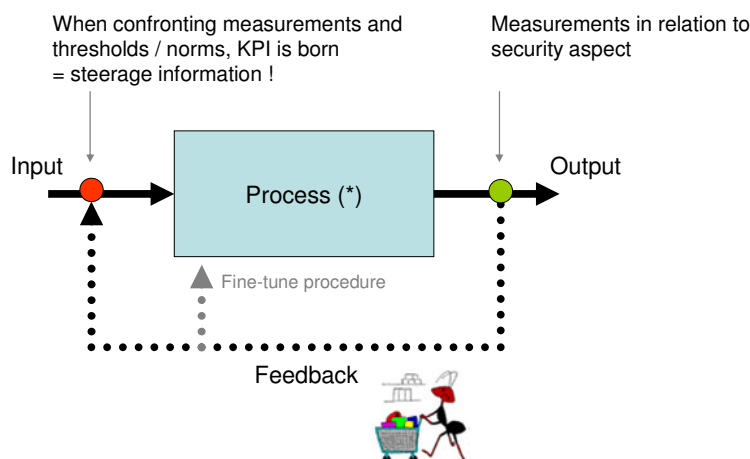 When confronting measurements and
thresholds / norms, KPI is born
= steerage information !
Measurements in relation to
security aspect
Input
Process (*)
Output
Fine-tune procedure
Feedback